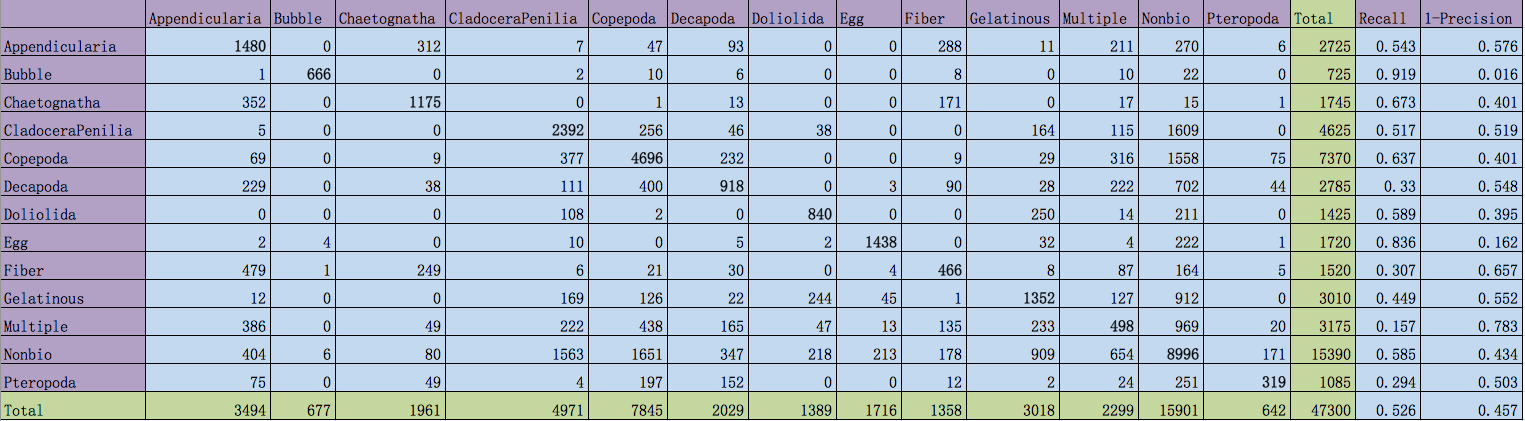 Appendicularia Bubble Chaetognatha CladoceraPenilia Copepoda Decapoda Doliolida Egg Fiber Gelatinous Multiple Nonbio Pteropoda Total Recall 1-Precision
Appendicularia 1480 0 312 7 47 93 0 0 288 11 211 270 6 2725 0.543 0.576
Bubble 1 666 0 2 10 6 0 0 8 0 10 22 0 725 0.919 0.016
Chaetognatha 352 0 1175 0 1 13 0 0 171 0 17 15 1 1745 0.673 0.401
CladoceraPenilia 5 0 0 2392 256 46 38 0 0 164 115 1609 0 4625 0.517 0.519
Copepoda 69 0 9 377 4696 232 0 0 9 29 316 1558 75 7370 0.637 0.401
Decapoda 229 0 38 111 400 918 0 3 90 28 222 702 44 2785 0.33 0.548
Doliolida 0 0 0 108 2 0 840 0 0 250 14 211 0 1425 0.589 0.395
Egg 2 4 0 10 0 5 2 1438 0 32 4 222 1 1720 0.836 0.162
Fiber 479 1 249 6 21 30 0 4 466 8 87 164 5 1520 0.307 0.657
Gelatinous 12 0 0 169 126 22 244 45 1 1352 127 912 0 3010 0.449 0.552
Multiple 386 0 49 222 438 165 47 13 135 233 498 969 20 3175 0.157 0.783
Nonbio 404 6 80 1563 1651 347 218 213 178 909 654 8996 171 15390 0.585 0.434
Pteropoda 75 0 49 4 197 152 0 0 12 2 24 251 319 1085 0.294 0.503
Total 3494 677 1961 4971 7845 2029 1389 1716 1358 3018 2299 15901 642 47300 0.526 0.457